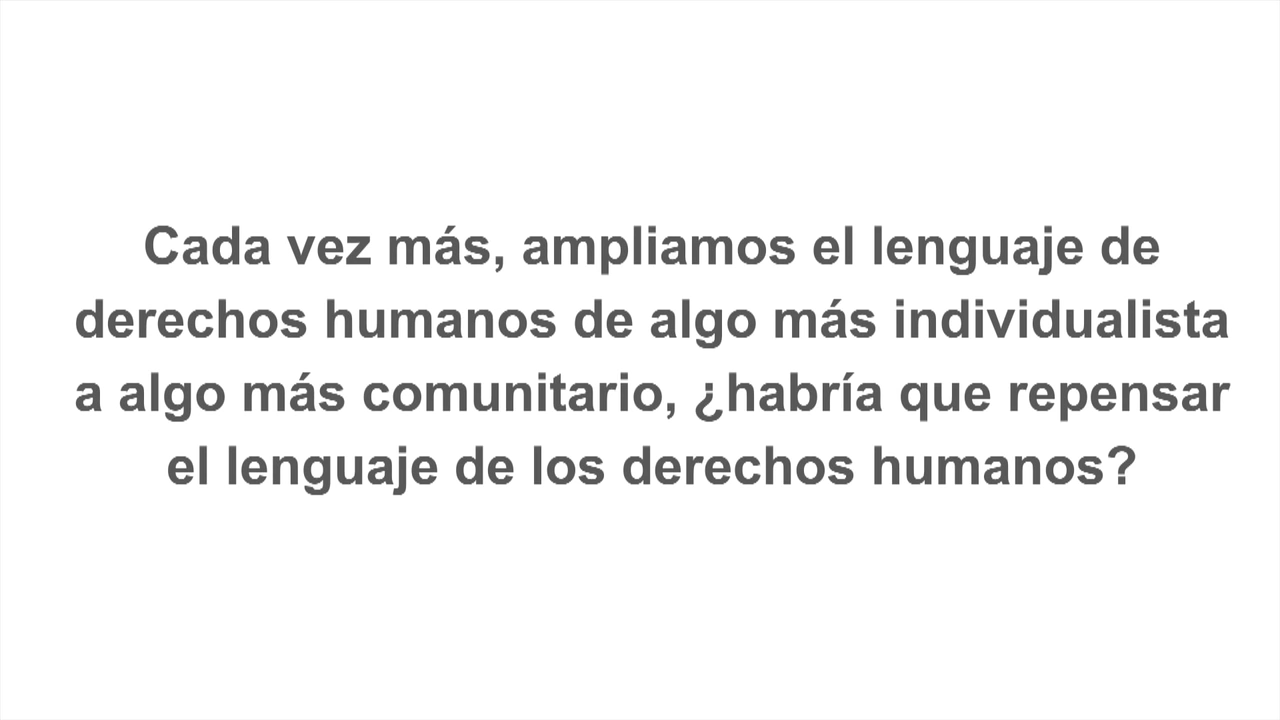 Cada vez más, ampliamos el lenguaje de
derechos humanos de algo más individualista
a algo más comunitario, ¿habría que repensar
el lenguaje de los derechos humanos?